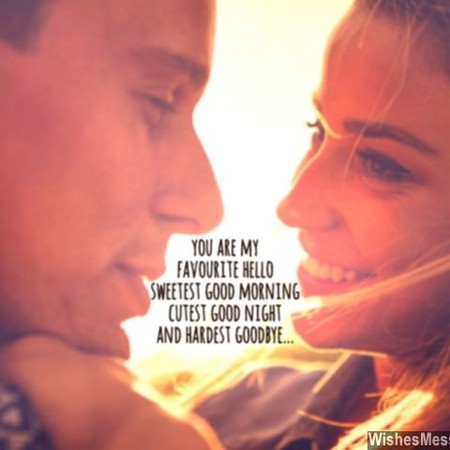 YOU ARE MY
FAVOURITE HELLO
SWEETEST GOOD MORNING
CUTEST GOOD NIGHT
AND HARDEST GOODBYE...
WishesMess